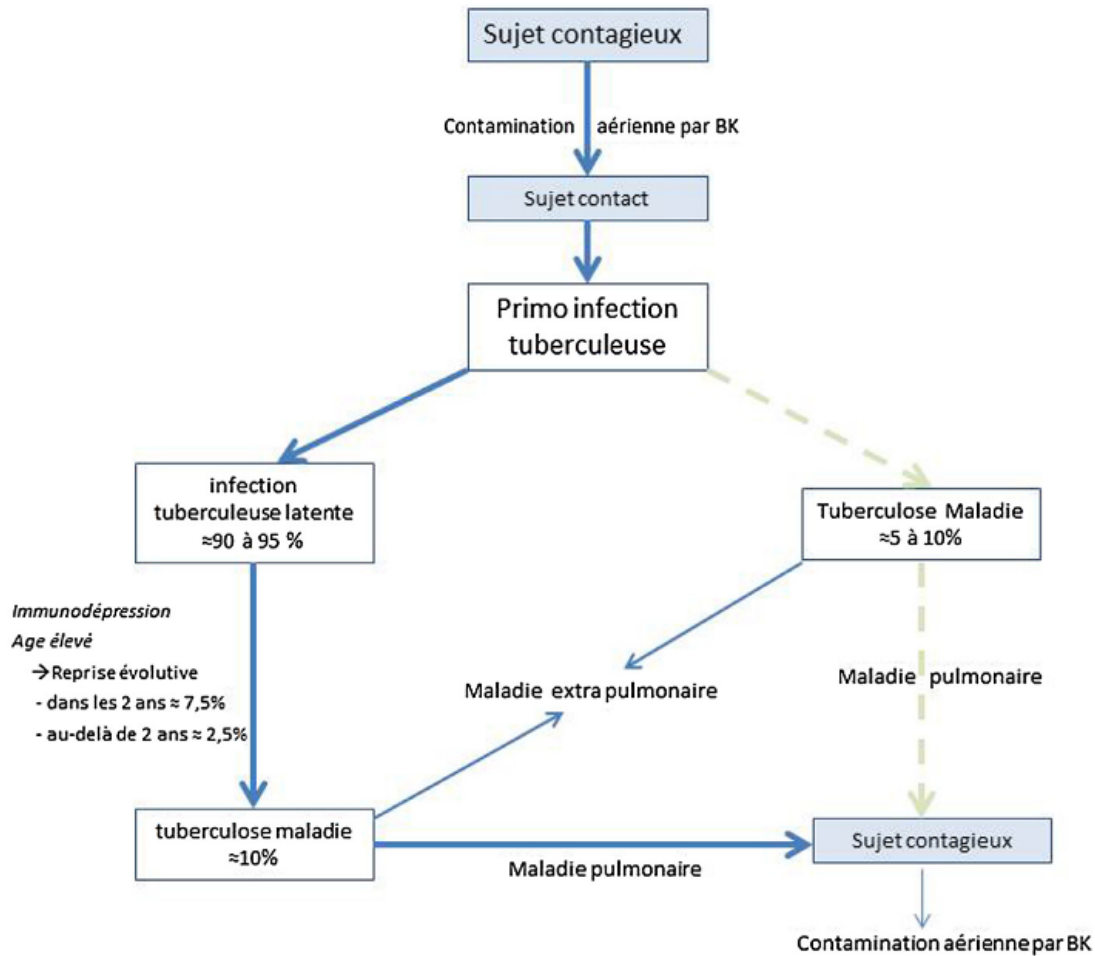 Sujet contagieux
Contamination aérienne par BK
Sujet contact
Primo infection
tuberculeuse
infection
tuberculeuse latente
≈90 à 95 %
Tuberculose Maladie
≈5 à 10%
Immunodépression
Age élevé
→Reprise évolutive
- dans les 2 ans ≈ 7,5%
- au-delà de 2 ans ≈ 2,5%
Maladie extra pulmonaire
Maladie pulmonaire
tuberculose maladie
≈10%
Maladie pulmonaire
Sujet contagieux
Contamination aérienne par BK